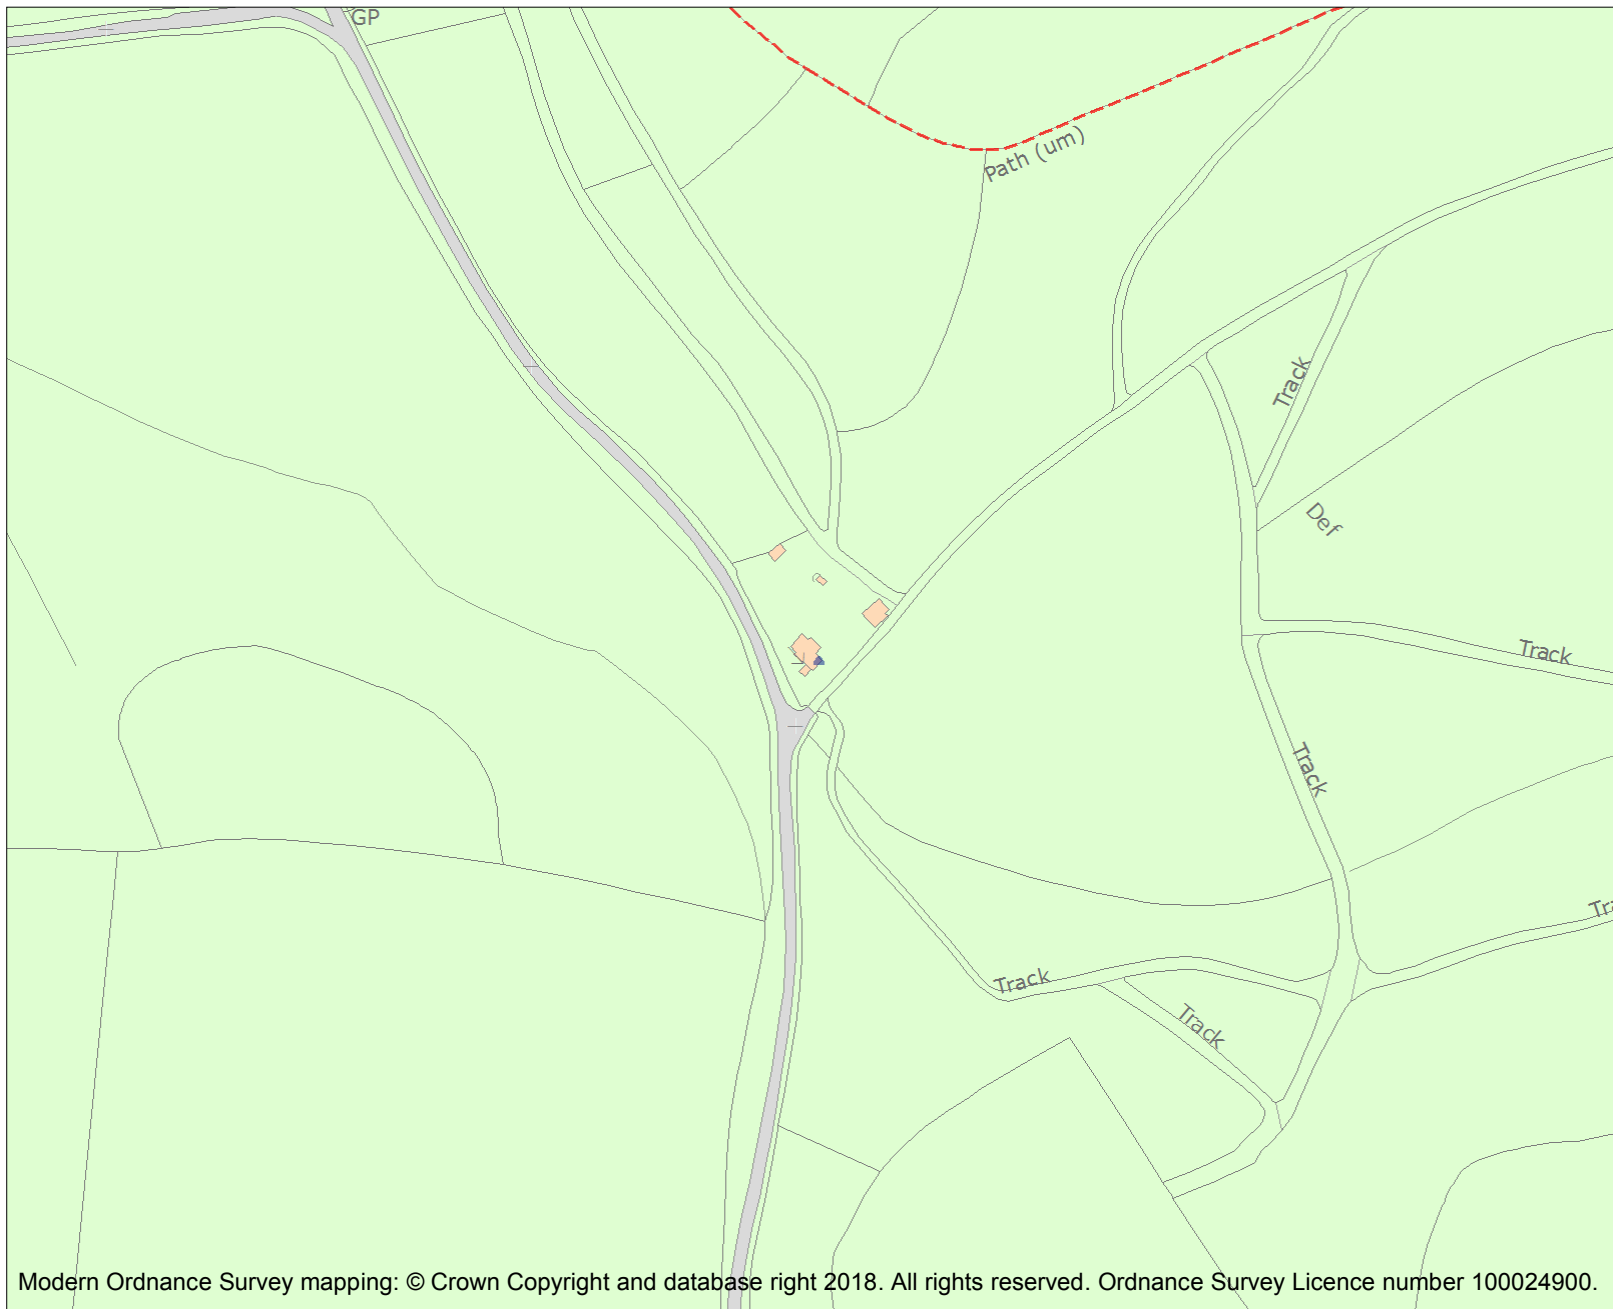 GP
Path (um)
Track
Def
Track
Track
Track
Track
Modern Ordnance Survey mapping: © Crown Copyright and database right 2018. All rights reserved. Ordnance Survey Licence number 100024900.